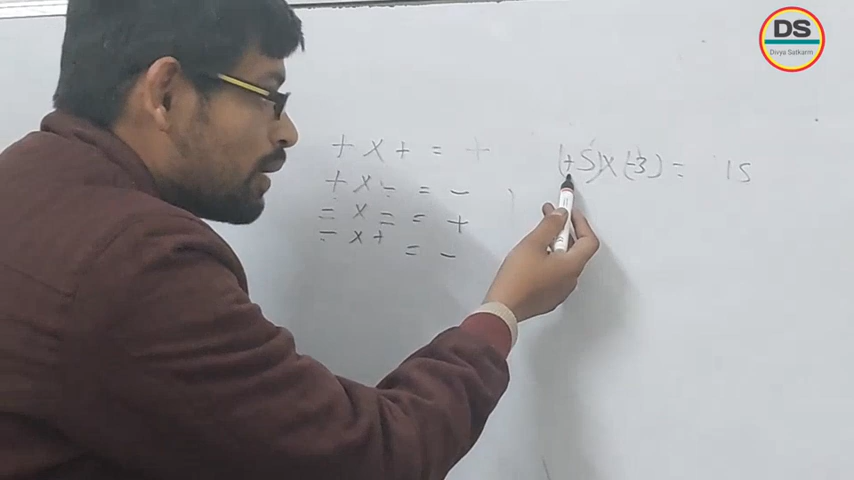 DS
Divya Satkarm
+ X + = +
+ X - = -
(+5)X(-3) = 15
- X - = +
- X + = -